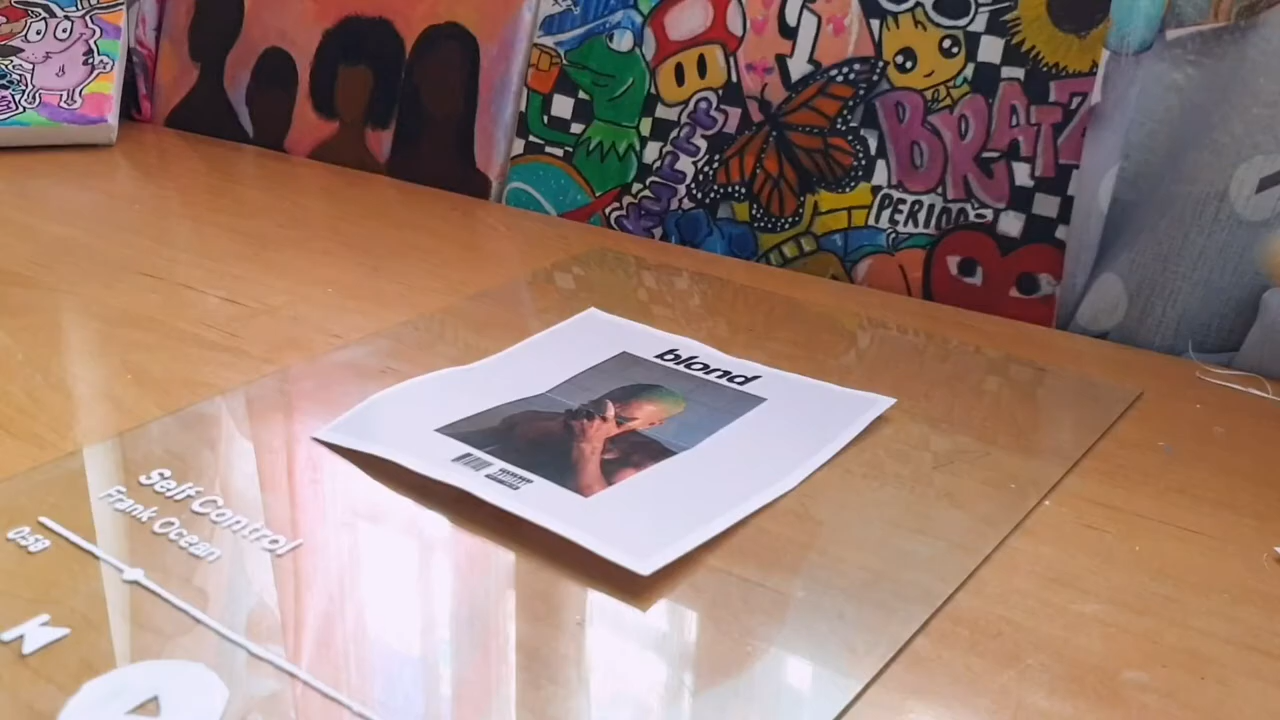 BRATZ
PERIOD
blond
Self Control
Frank Ocean
0:58